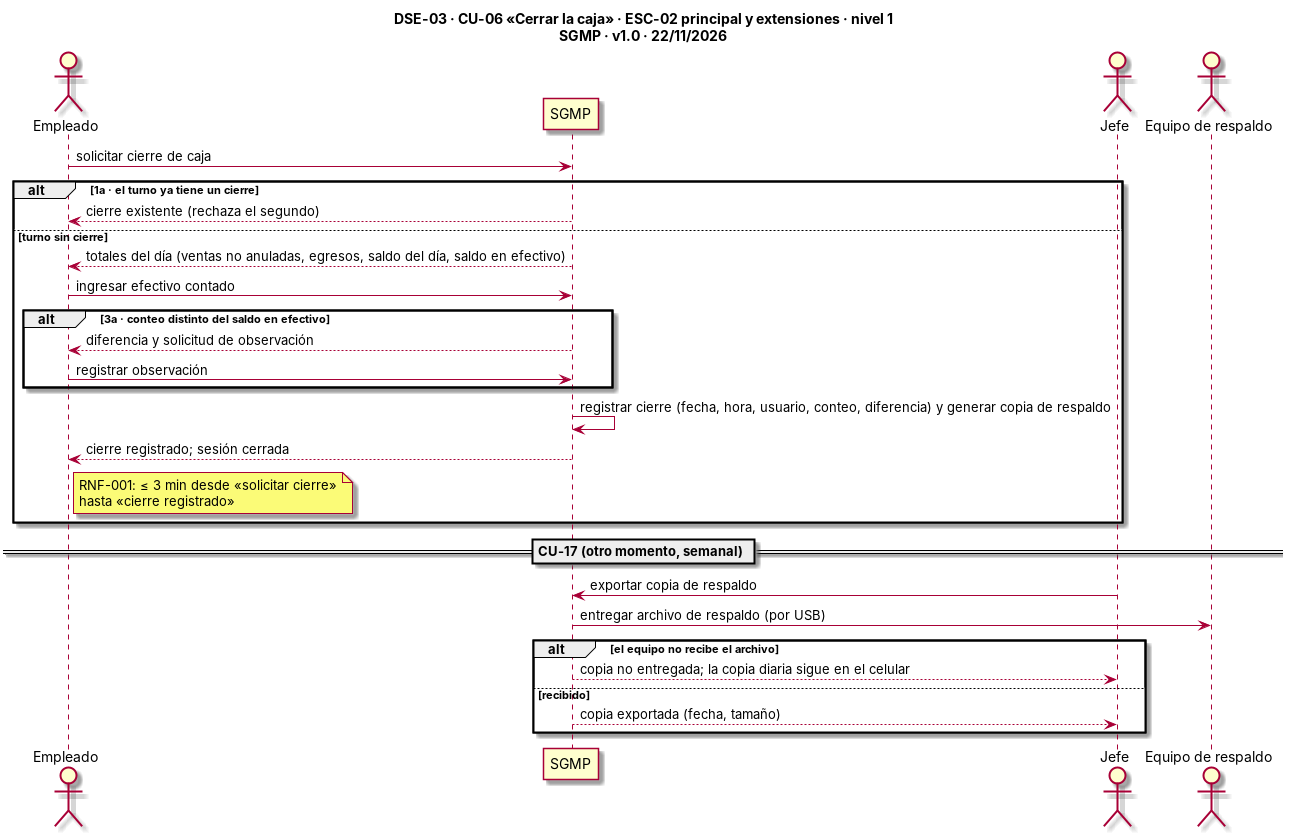 DSE-03 · CU-06 «Cerrar la caja» · ESC-02 principal y extensiones · nivel 1
SGMP · v1.0 · 22/11/2026
Empleado
SGMP
Jefe
Equipo de respaldo
solicitar cierre de caja
alt
[1a · el turno ya tiene un cierre]
cierre existente (rechaza el segundo)
[turno sin cierre]
totales del día (ventas no anuladas, egresos, saldo del día, saldo en efectivo)
ingresar efectivo contado
alt
[3a · conteo distinto del saldo en efectivo]
diferencia y solicitud de observación
registrar observación
registrar cierre (fecha, hora, usuario, conteo, diferencia) y generar copia de respaldo
cierre registrado; sesión cerrada
RNF-001: ≤ 3 min desde «solicitar cierre»
hasta «cierre registrado»
CU-17 (otro momento, semanal)
exportar copia de respaldo
entregar archivo de respaldo (por USB)
alt
[el equipo no recibe el archivo]
copia no entregada; la copia diaria sigue en el celular
[recibido]
copia exportada (fecha, tamaño)
Empleado
SGMP
Jefe
Equipo de respaldo